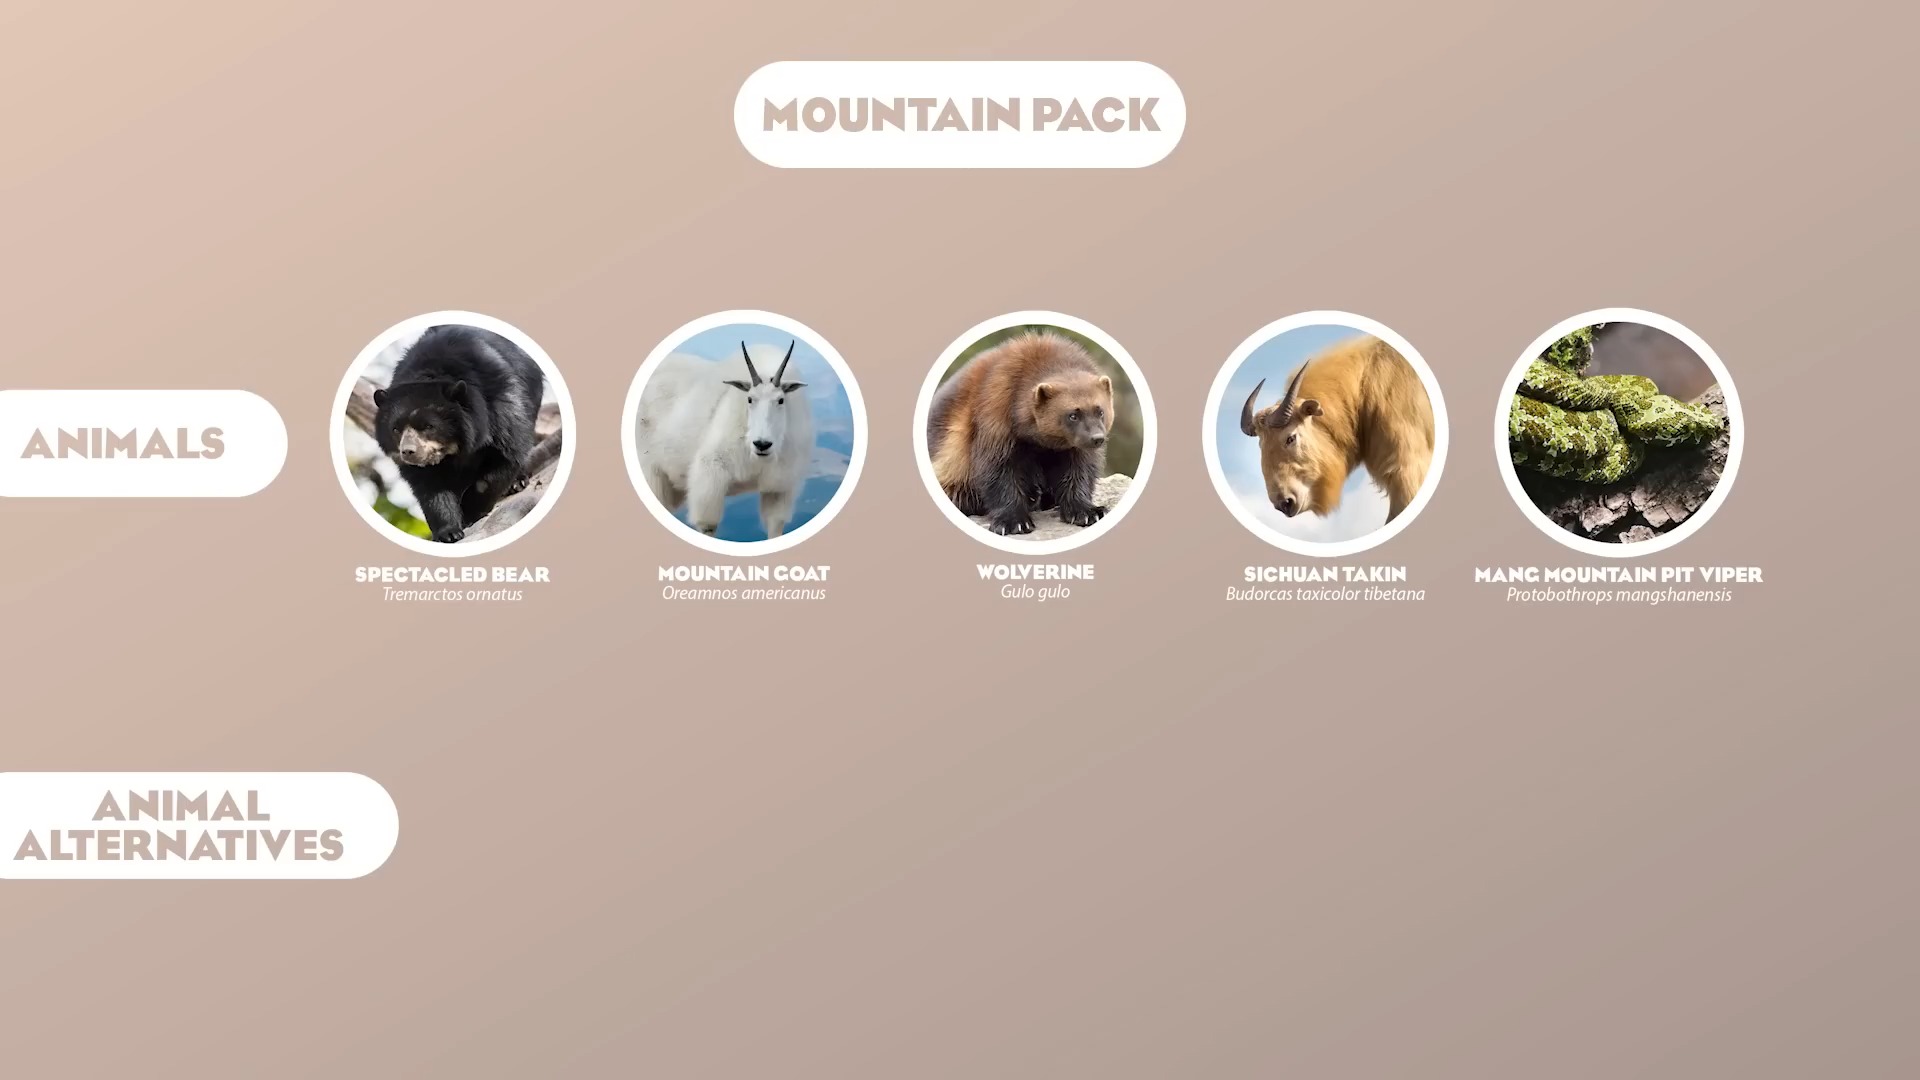 MOUNTAIN PACK
ANIMALS
SPECTACLED BEAR
Tremarctos ornatus
MOUNTAIN GOAT
Oreamnos americanus
WOLVERINE
Gulo gulo
SICHUAN TAKIN
Budorcas taxicolor tibetana
MANG MOUNTAIN PIT VIPER
Protobothrops mangshanensis
ANIMAL
ALTERNATIVES